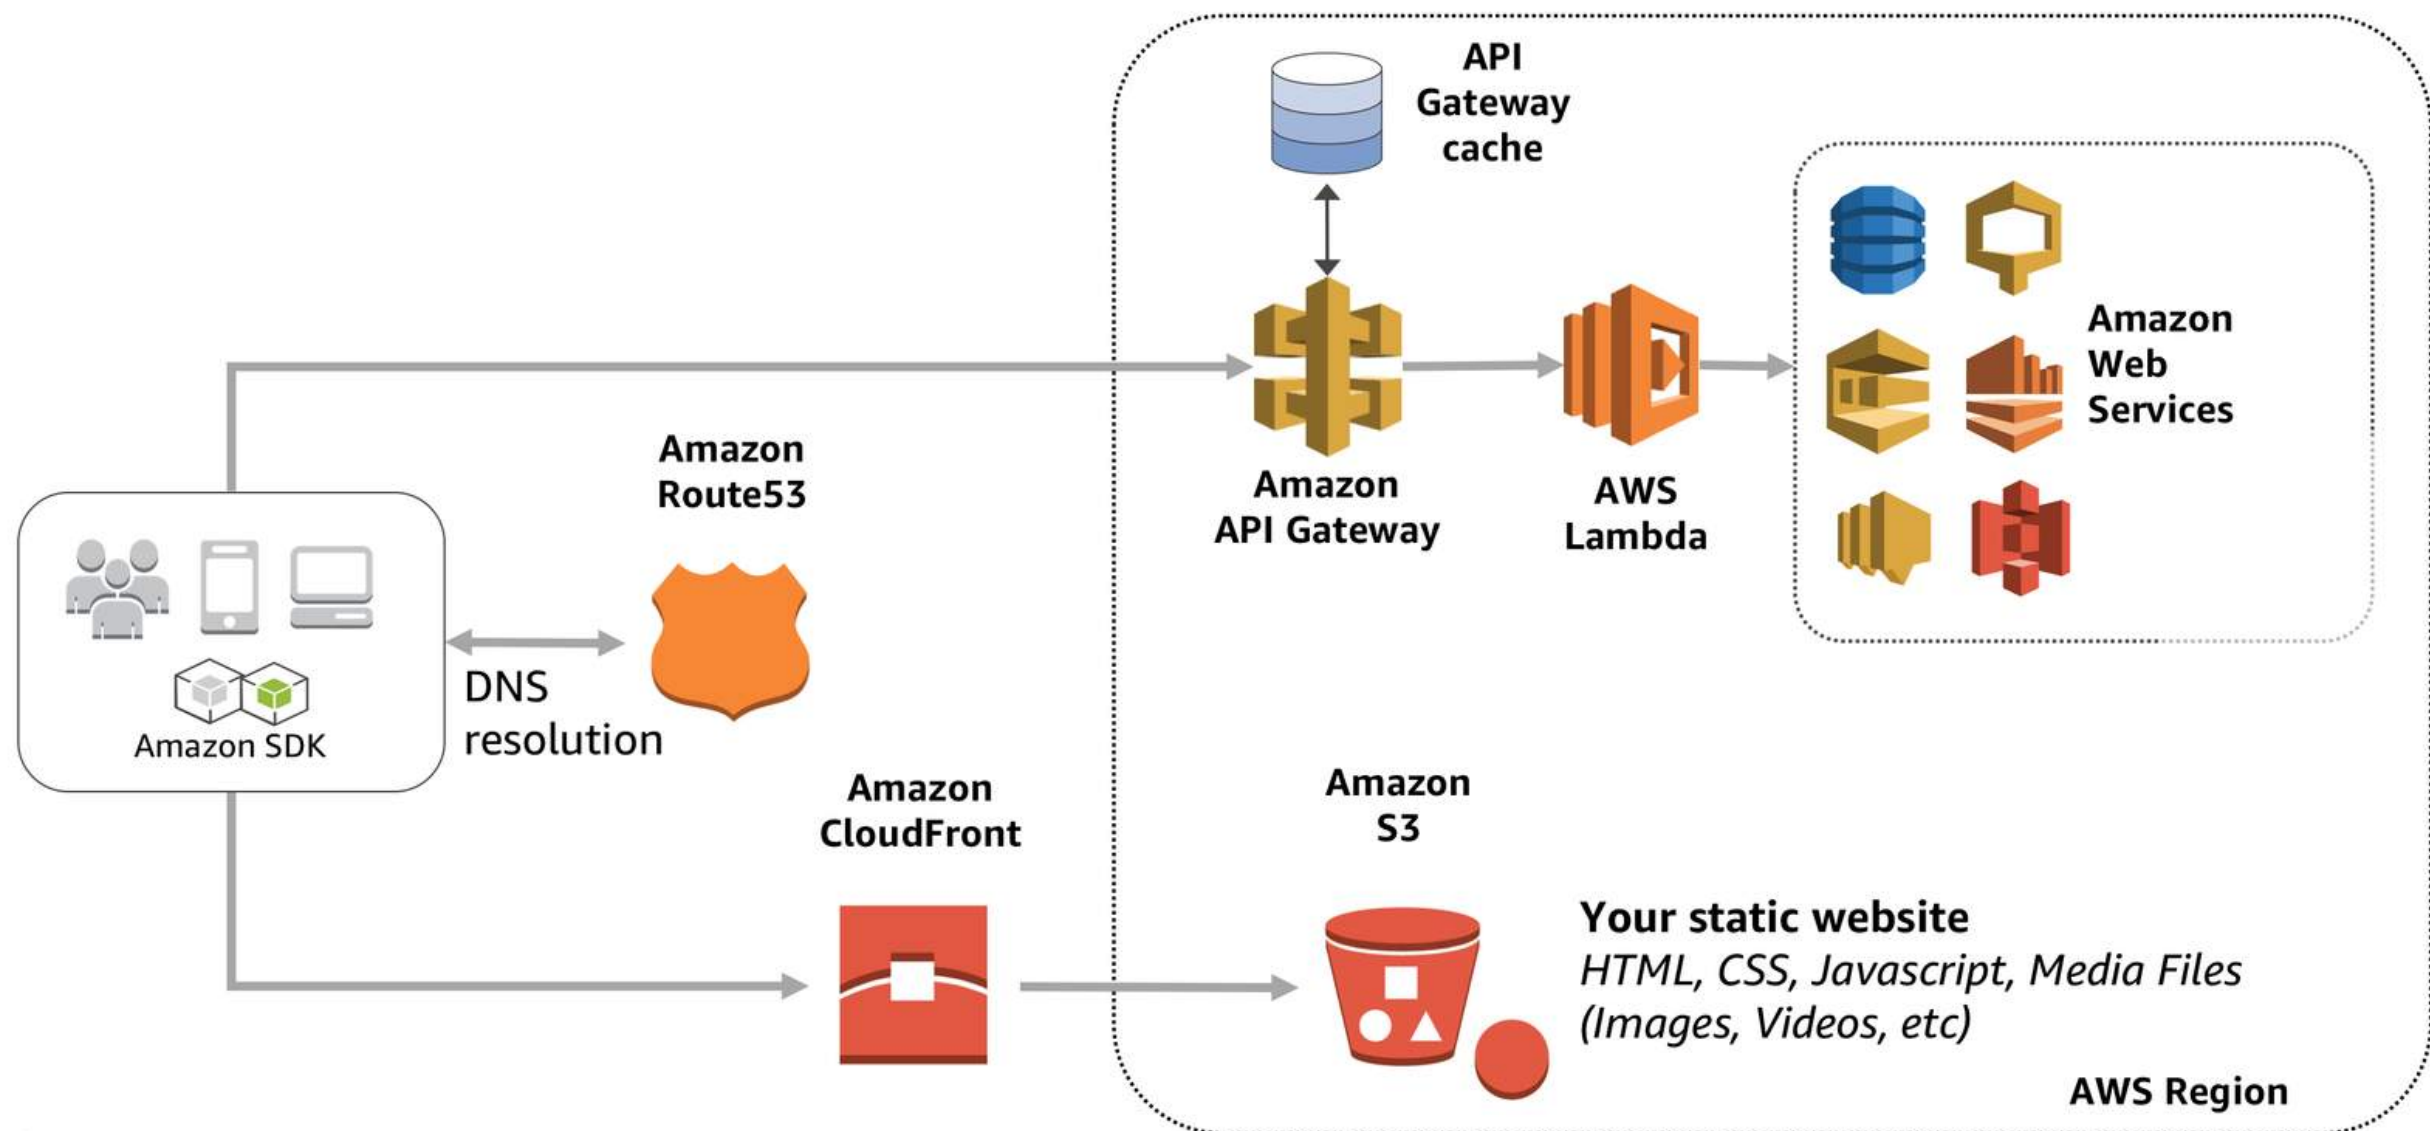 API
Gateway
cache
Amazon
Web
Services
Amazon
Route53
Amazon
API Gateway
AWS
Lambda
Amazon SDK
DNS
resolution
Amazon
CloudFront
Amazon
S3
Your static website
HTML, CSS, Javascript, Media Files
(Images, Videos, etc)
AWS Region